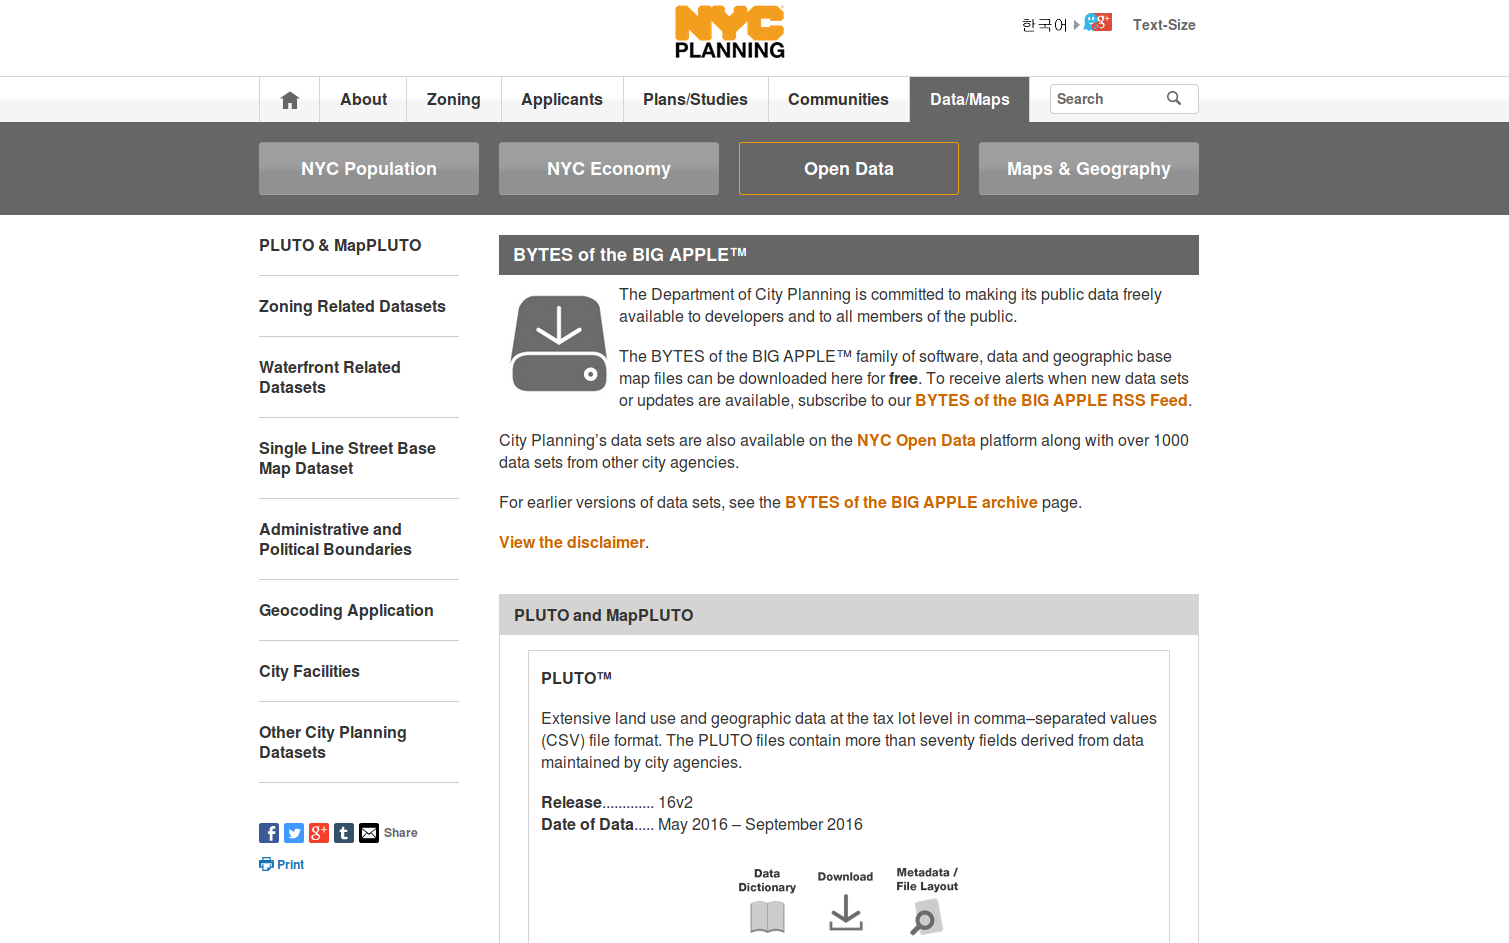 NYC
PLANNING
한국어
Text-Size
About
Zoning
Applicants
Plans/Studies
Communities
Data/Maps
Search
NYC Population
NYC Economy
Open Data
Maps & Geography
PLUTO & MapPLUTO
Zoning Related Datasets
Waterfront Related
Datasets
Single Line Street Base
Map Dataset
Administrative and
Political Boundaries
Geocoding Application
City Facilities
Other City Planning
Datasets
Share
Print
BYTES of the BIG APPLE™
The Department of City Planning is committed to making its public data freely
available to developers and to all members of the public.
The BYTES of the BIG APPLE™ family of software, data and geographic base
map files can be downloaded here for free. To receive alerts when new data sets
or updates are available, subscribe to our BYTES of the BIG APPLE RSS Feed.
City Planning’s data sets are also available on the NYC Open Data platform along with over 1000
data sets from other city agencies.
For earlier versions of data sets, see the BYTES of the BIG APPLE archive page.
View the disclaimer.
PLUTO and MapPLUTO
PLUTO™
Extensive land use and geographic data at the tax lot level in comma–separated values
(CSV) file format. The PLUTO files contain more than seventy fields derived from data
maintained by city agencies.
Release............. 16v2
Date of Data..... May 2016 – September 2016
Data
Dictionary
Download
Metadata /
File Layout